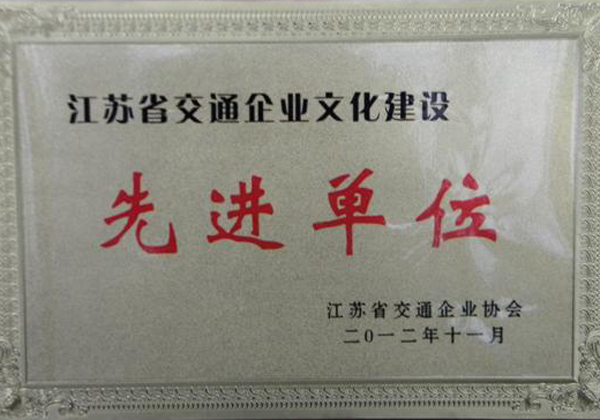 江苏省交通企业文化建设
先进单位
江苏省交通企业协会
二〇一二年十一月